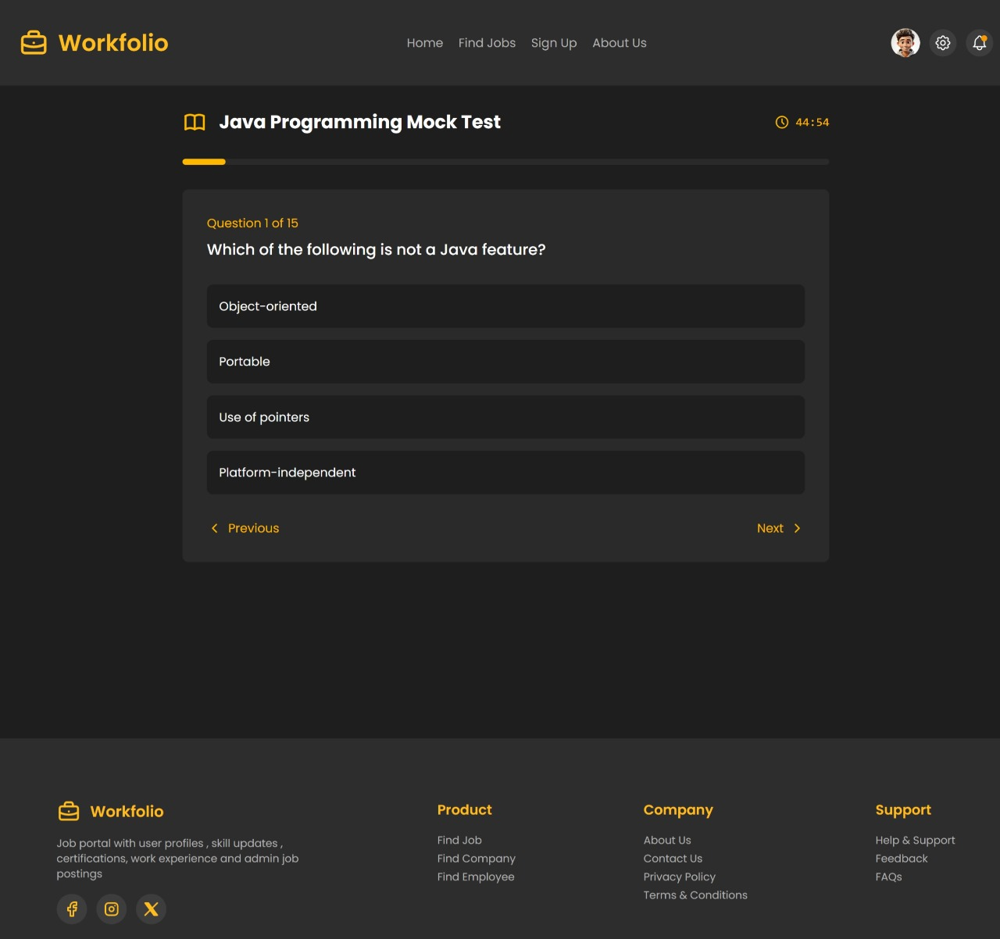 Workfolio
Home Find Jobs Sign Up About Us
Java Programming Mock Test
44:54
Question 1 of 15
Which of the following is not a Java feature?
Object-oriented
Portable
Use of pointers
Platform-independent
Previous
Next
Workfolio
Job portal with user profiles , skill updates ,
certifications, work experience and admin job
postings
Product
Find Job
Find Company
Find Employee
Company
About Us
Contact Us
Privacy Policy
Terms & Conditions
Support
Help & Support
Feedback
FAQs